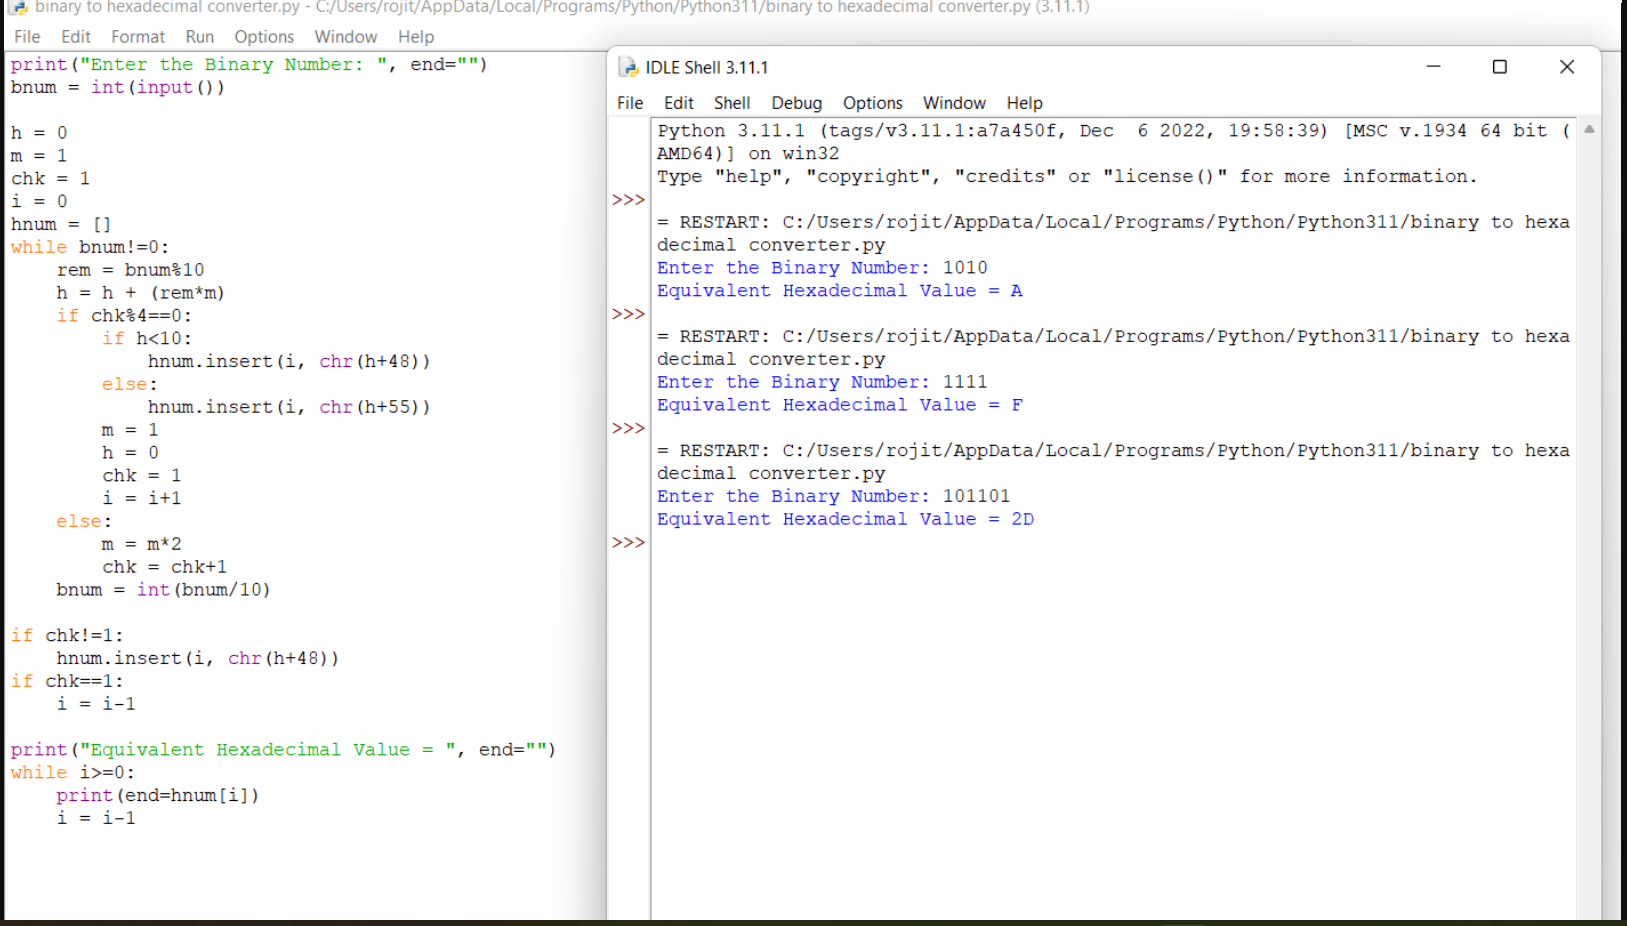 binary to hexadecimal converter.py - C:/Users/rojit/AppData/Local/Programs/Python/Python311/binary to hexadecimal converter.py (3.11.1)
File Edit Format Run Options Window Help
print("Enter the Binary Number: ", end="")
bnum = int(input())

h = 0
m = 1
chk = 1
i = 0
hnum = []
while bnum!=0:
    rem = bnum%10
    h = h + (rem*m)
    if chk%4==0:
        if h<10:
            hnum.insert(i, chr(h+48))
        else:
            hnum.insert(i, chr(h+55))
        m = 1
        h = 0
        chk = 1
        i = i+1
    else:
        m = m*2
        chk = chk+1
    bnum = int(bnum/10)

if chk!=1:
    hnum.insert(i, chr(h+48))
if chk==1:
    i = i-1

print("Equivalent Hexadecimal Value = ", end="")
while i>=0:
    print(end=hnum[i])
    i = i-1
IDLE Shell 3.11.1
File Edit Shell Debug Options Window Help
Python 3.11.1 (tags/v3.11.1:a7a450f, Dec  6 2022, 19:58:39) [MSC v.1934 64 bit (
AMD64)] on win32
Type "help", "copyright", "credits" or "license()" for more information.
>>>
= RESTART: C:/Users/rojit/AppData/Local/Programs/Python/Python311/binary to hexa
decimal converter.py
Enter the Binary Number: 1010
Equivalent Hexadecimal Value = A
>>>
= RESTART: C:/Users/rojit/AppData/Local/Programs/Python/Python311/binary to hexa
decimal converter.py
Enter the Binary Number: 1111
Equivalent Hexadecimal Value = F
>>>
= RESTART: C:/Users/rojit/AppData/Local/Programs/Python/Python311/binary to hexa
decimal converter.py
Enter the Binary Number: 101101
Equivalent Hexadecimal Value = 2D
>>>